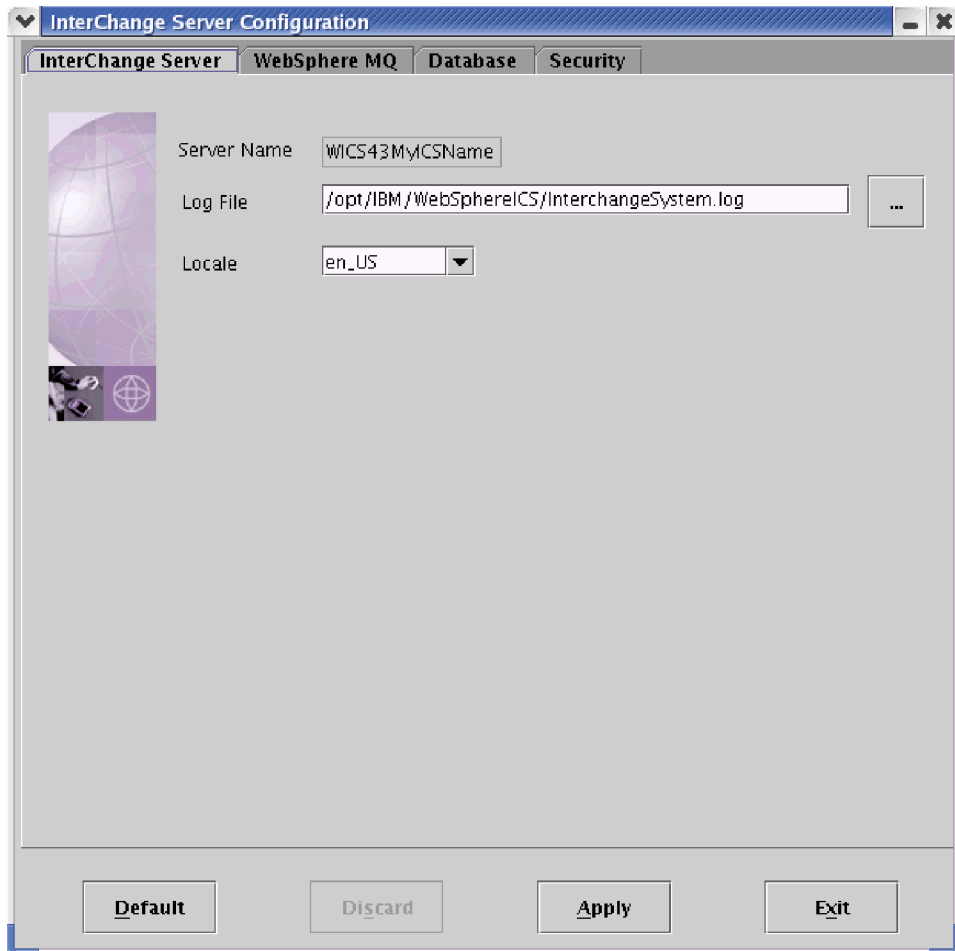 InterChange Server Configuration
InterChange Server WebSphere MQ Database Security
Server Name WICS43MyICSName
Log File /opt/IBM/WebSphereICS/InterchangeSystem.log ...
Locale en_US
Default Discard Apply Exit